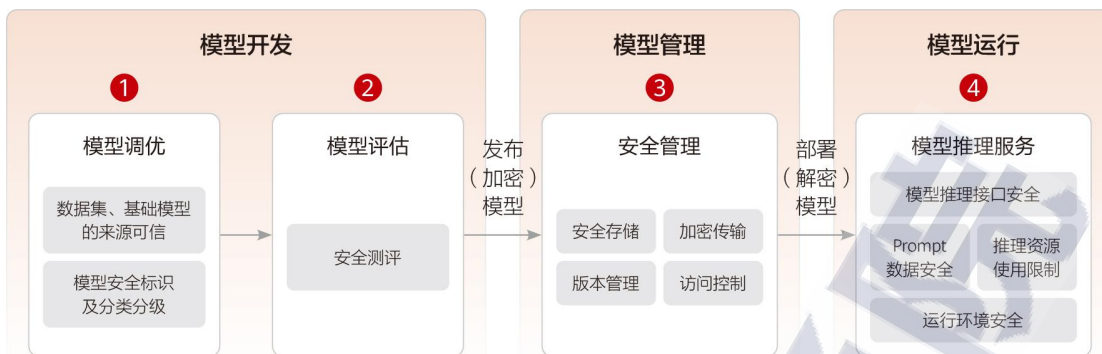 模型开发
模型管理
模型运行
1
2
3
4
模型调优
数据集、基础模型
的来源可信
模型安全标识
及分类分级
模型评估
安全测评
发布
（加密）
模型
安全管理
安全存储
加密传输
版本管理
访问控制
部署
（解密）
模型
模型推理服务
模型推理接口安全
Prompt
数据安全
推理资源
使用限制
运行环境安全